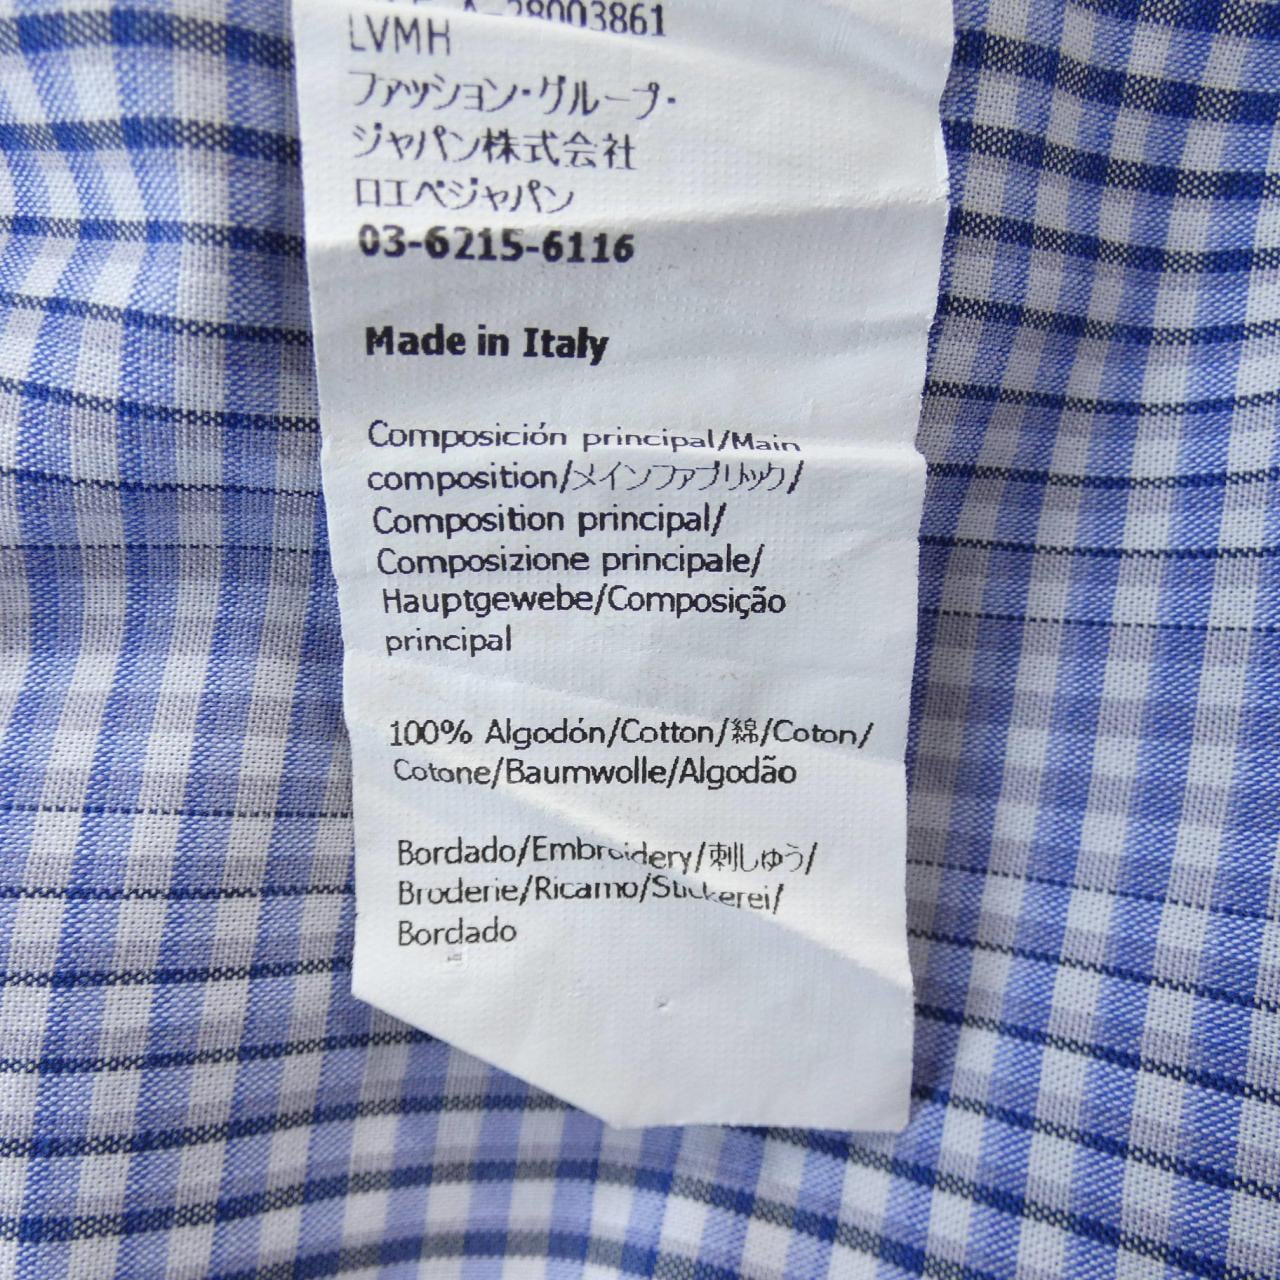 A-28003861
LVMH
ファッション・グループ・
ジャパン株式会社
ロエベジャパン
03-6215-6116
Made in Italy
Composición principal/Main
composition/メインファブリック/
Composition principal/
Composizione principale/
Hauptgewebe/Composição
principal
100% Algodón/Cotton/綿/Coton/
Cotone/Baumwolle/Algodão
Bordado/Embroidery/刺しゅう/
Broderie/Ricamo/Stickerei/
Bordado